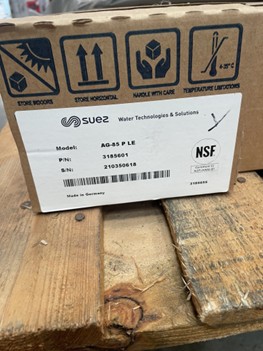 STORE INDOORS
STORE HORIZONTAL
HANDLE WITH CARE
TEMPERATURE LIMITATIONS
suez Water Technologies & Solutions
Model: AG-85 P LE
P/N: 3185601
S/N: 210350618
NSF
Made in Germany